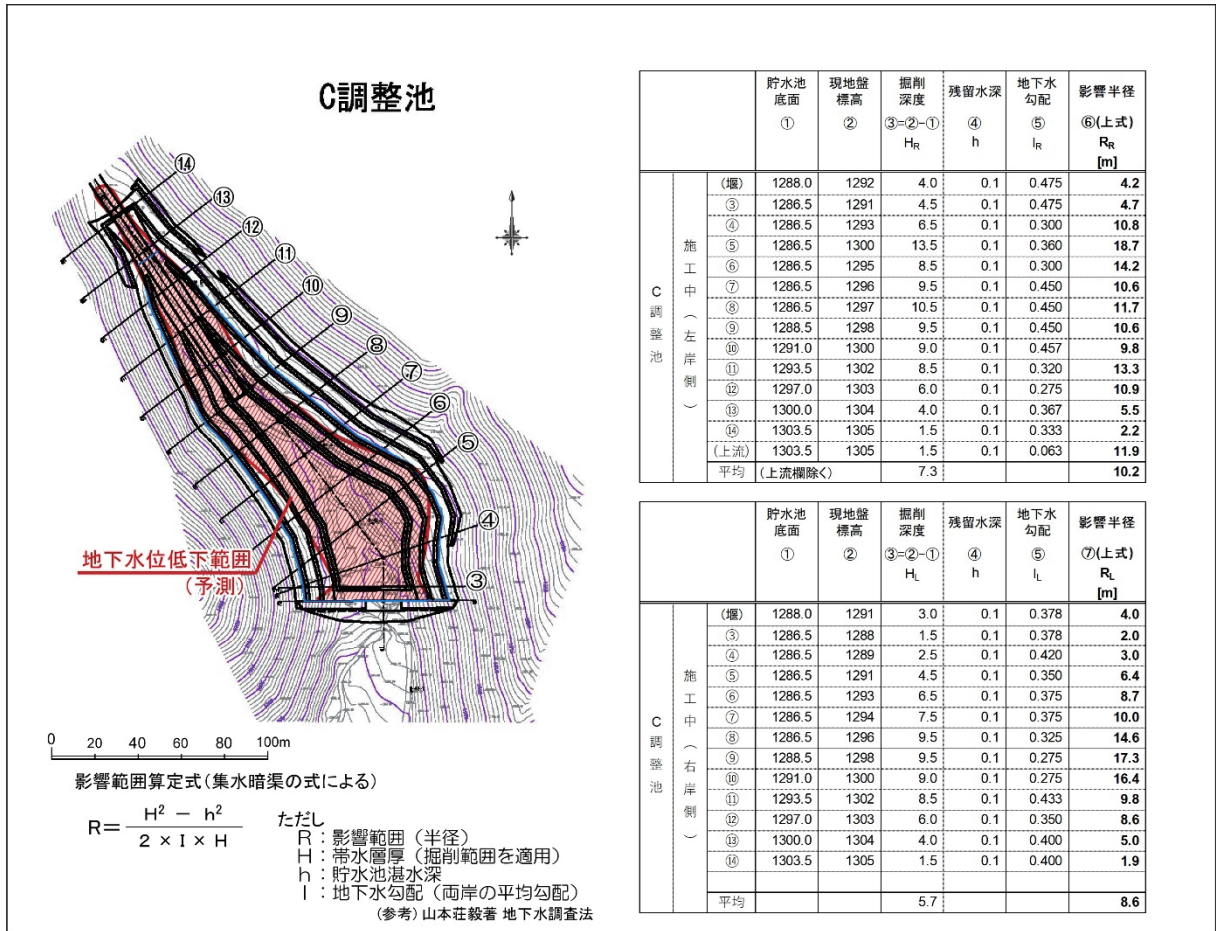 C調整池
⑭
⑬
⑫
⑪
⑩
⑨
⑧
⑦
⑥
⑤
④
③
地下水位低下範囲
(予測)
0 20 40 60 80 100m
影響範囲算定式(集水暗渠の式による)
R＝ H² － h² / 2 × I × H
ただし
R：影響範囲（半径）
H：帯水層厚（掘削範囲を適用）
h：貯水池湛水深
I：地下水勾配（両岸の平均勾配）
(参考) 山本荘毅著 地下水調査法
貯水池底面 現地盤標高 掘削深度 残留水深 地下水勾配 影響半径
① ② ③=②-① ④ ⑤ ⑥(上式)
H_R h I_R R_R
[m]
C調整池 施工中（左岸側）
(堰) 1288.0 1292 4.0 0.1 0.475 4.2
③ 1286.5 1291 4.5 0.1 0.475 4.7
④ 1286.5 1293 6.5 0.1 0.300 10.8
⑤ 1286.5 1300 13.5 0.1 0.360 18.7
⑥ 1286.5 1295 8.5 0.1 0.300 14.2
⑦ 1286.5 1296 9.5 0.1 0.450 10.6
⑧ 1286.5 1297 10.5 0.1 0.450 11.7
⑨ 1288.5 1298 9.5 0.1 0.450 10.6
⑩ 1291.0 1300 9.0 0.1 0.457 9.8
⑪ 1293.5 1302 8.5 0.1 0.320 13.3
⑫ 1297.0 1303 6.0 0.1 0.275 10.9
⑬ 1300.0 1304 4.0 0.1 0.367 5.5
⑭ 1303.5 1305 1.5 0.1 0.333 2.2
(上流) 1303.5 1305 1.5 0.1 0.063 11.9
平均 (上流欄除く) 7.3 10.2
貯水池底面 現地盤標高 掘削深度 残留水深 地下水勾配 影響半径
① ② ③=②-① ④ ⑤ ⑦(上式)
H_L h I_L R_L
[m]
C調整池 施工中（右岸側）
(堰) 1288.0 1291 3.0 0.1 0.378 4.0
③ 1286.5 1288 1.5 0.1 0.378 2.0
④ 1286.5 1289 2.5 0.1 0.420 3.0
⑤ 1286.5 1291 4.5 0.1 0.350 6.4
⑥ 1286.5 1293 6.5 0.1 0.375 8.7
⑦ 1286.5 1294 7.5 0.1 0.375 10.0
⑧ 1286.5 1296 9.5 0.1 0.325 14.6
⑨ 1288.5 1298 9.5 0.1 0.275 17.3
⑩ 1291.0 1300 9.0 0.1 0.275 16.4
⑪ 1293.5 1302 8.5 0.1 0.433 9.8
⑫ 1297.0 1303 6.0 0.1 0.350 8.6
⑬ 1300.0 1304 4.0 0.1 0.400 5.0
⑭ 1303.5 1305 1.5 0.1 0.400 1.9
平均 5.7 8.6